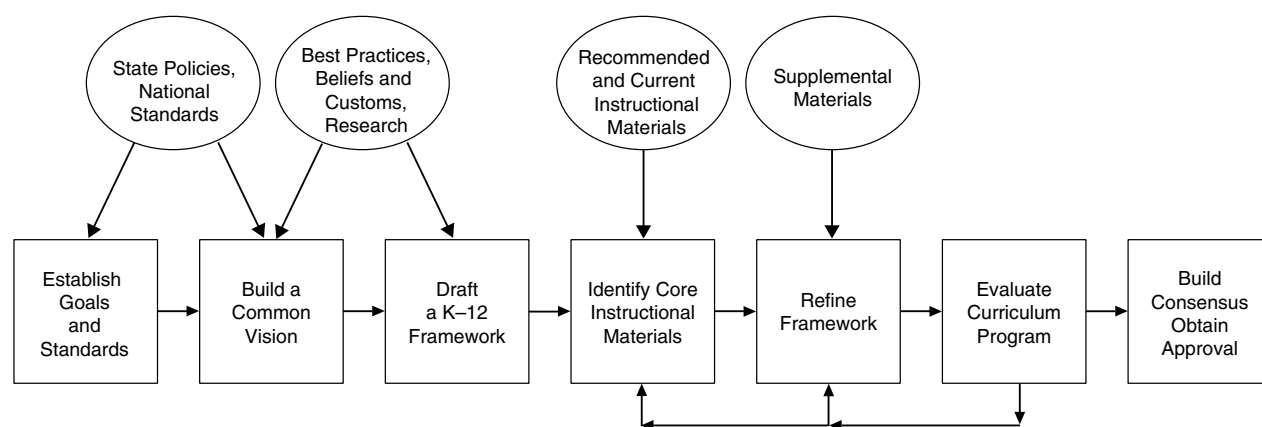 State Policies,
National
Standards
Best Practices,
Beliefs and
Customs,
Research
Recommended
and Current
Instructional
Materials
Supplemental
Materials
Establish
Goals
and
Standards
Build a
Common
Vision
Draft
a K–12
Framework
Identify Core
Instructional
Materials
Refine
Framework
Evaluate
Curriculum
Program
Build
Consensus
Obtain
Approval